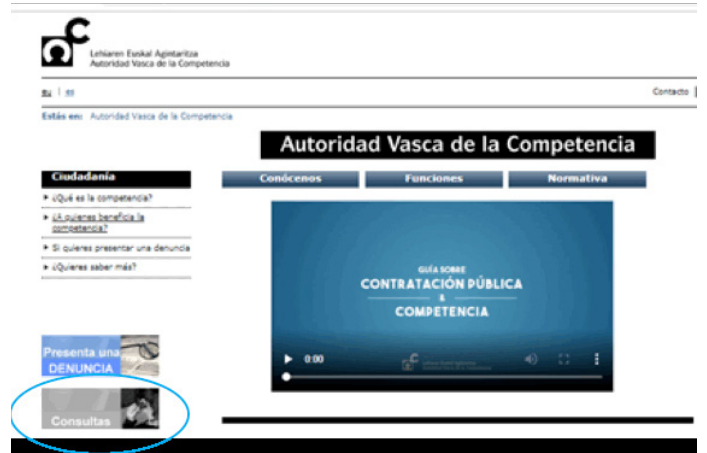 Lehiaren Euskal Agintaritza
Autoridad Vasca de la Competencia
eu | es
Contacto |
Estás en: Autoridad Vasca de la Competencia
Autoridad Vasca de la Competencia
Ciudadanía
Conócenos
Funciones
Normativa
¿Qué es la competencia?
¿A quienes beneficia la
competencia?
Si quieres presentar una denuncia
¿Quieres saber más?
GUÍA SOBRE
CONTRATACIÓN PÚBLICA
&
COMPETENCIA
0:00
Presenta una
DENUNCIA
Consultas